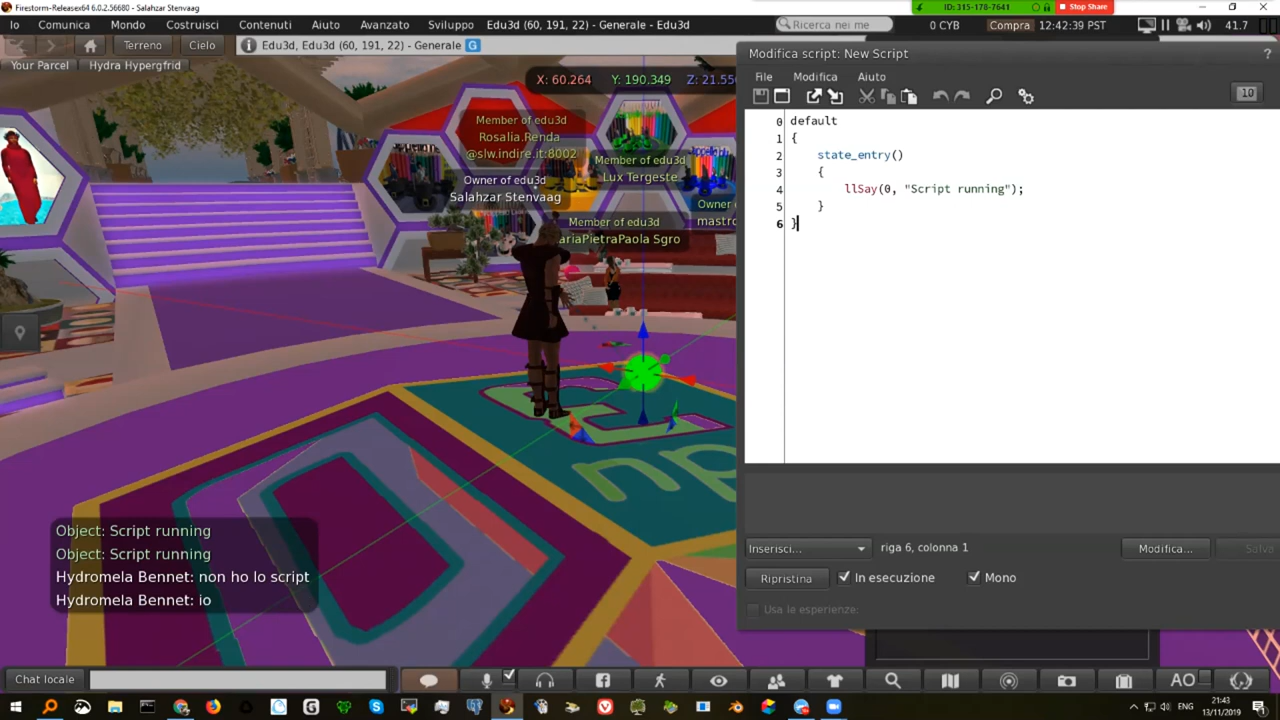 Firestorm-Releasex64 6.0.2.56680 - Salahzar Stenvaag
ID: 315-178-7641
Stop Share
Io Comunica Mondo Costruisci Contenuti Aiuto Avanzato Sviluppo Edu3d (60, 191, 22) - Generale - Edu3d
Ricerca nei me
0 CYB Compra 12:42:39 PST 41.7
Terreno Cielo Edu3d, Edu3d (60, 191, 22) - Generale G
Your Parcel Hydra Hypergfrid
X: 60.264 Y: 190.349
Member of edu3d
Rosalia.Renda
@slw.indire.it:8002
Member of edu3d
Lux Tergeste
Owner of edu3d
Salahzar Stenvaag
Member of edu3d
ariaPietraPaola Sgro
Modifica script: New Script ?
File Modifica Aiuto
10
0 default
1 {
2 state_entry()
3 {
4 llSay(0, "Script running");
5 }
6 }
Inserisci... riga 6, colonna 1 Modifica... Salva
Ripristina In esecuzione Mono
Usa le esperienze:
Object: Script running
Object: Script running
Hydromela Bennet: non ho lo script
Hydromela Bennet: io
Chat locale
AO
21:43
13/11/2019